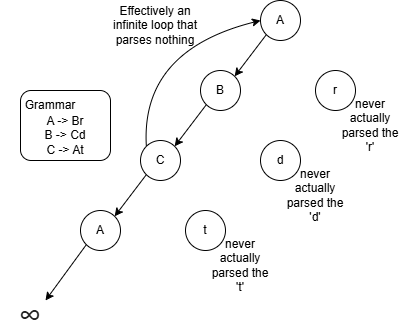 Effectively an
infinite loop that
parses nothing
A
B
r
never
actually
parsed the
'r'
Grammar
A -> Br
B -> Cd
C -> At
C
d
never
actually
parsed the
'd'
A
t
never
actually
parsed the
't'
∞